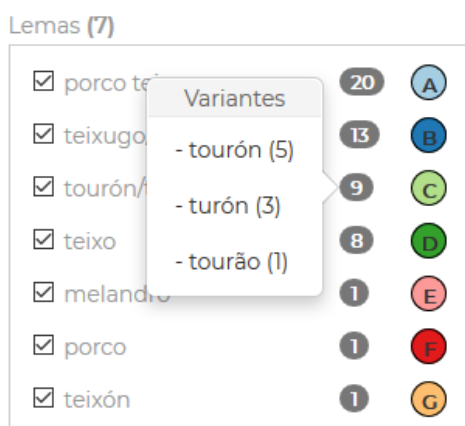 Lemas (7)
porco te 20 A
Variantes
teixugo 13 B
- tourón (5)
tourón/ 9 C
- turón (3)
teixo 8 D
- tourão (1)
melandro 1 E
porco 1 F
teixón 1 G